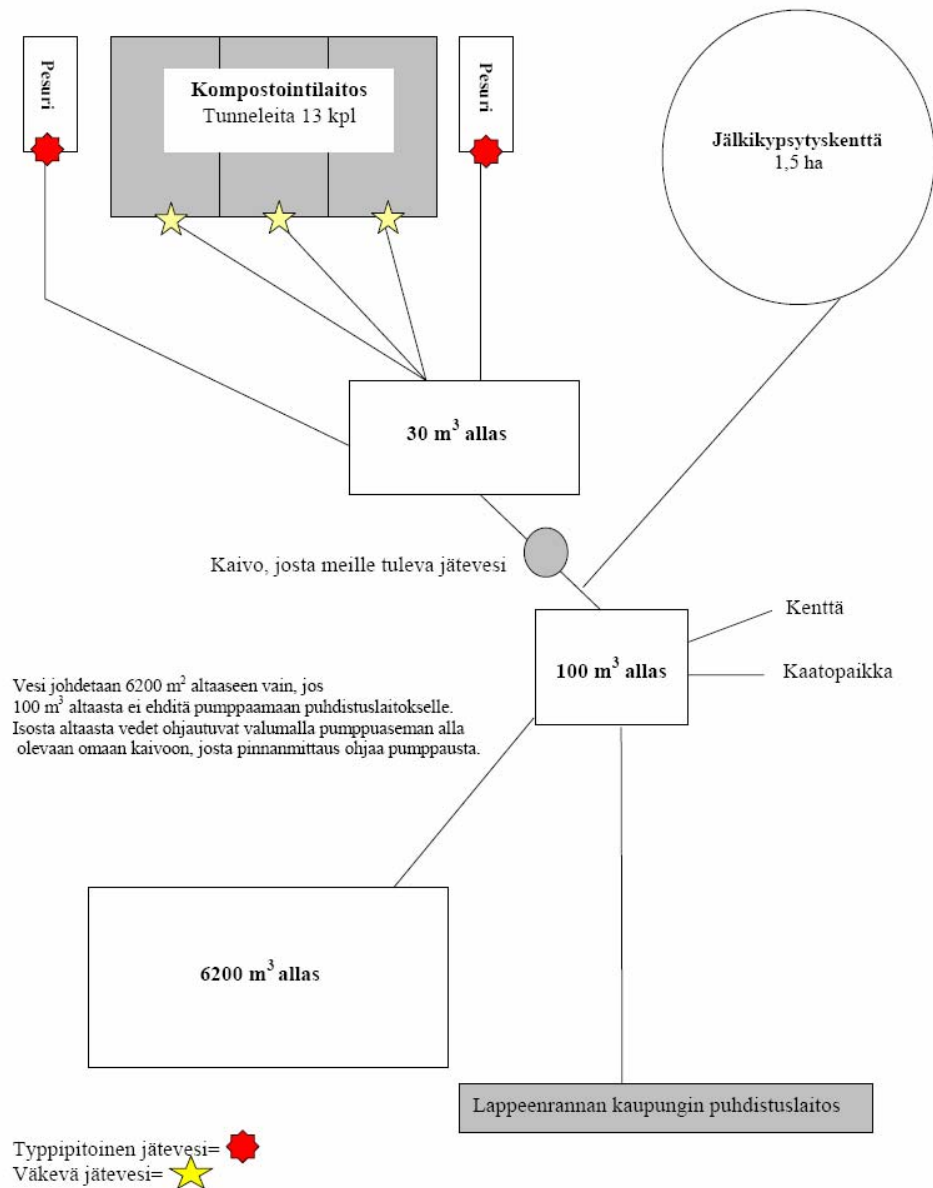 Pesuri
Kompostointilaitos
Tunneleita 13 kpl
Pesuri
Jälkikypsytyskenttä
1,5 ha
30 m³ allas
Kaivo, josta meille tuleva jätevesi
Kenttä
100 m³ allas
Kaatopaikka
Vesi johdetaan 6200 m² altaaseen vain, jos
100 m³ altaasta ei ehditä pumppaamaan puhdistuslaitokselle.
Isosta altaasta vedet ohjautuvat valumalla pumppuaseman alla
olevaan omaan kaivoon, josta pinnanmittaus ohjaa pumppausta.
6200 m³ allas
Lappeenrannan kaupungin puhdistuslaitos
Typpipitoinen jätevesi=
Väkevä jätevesi=